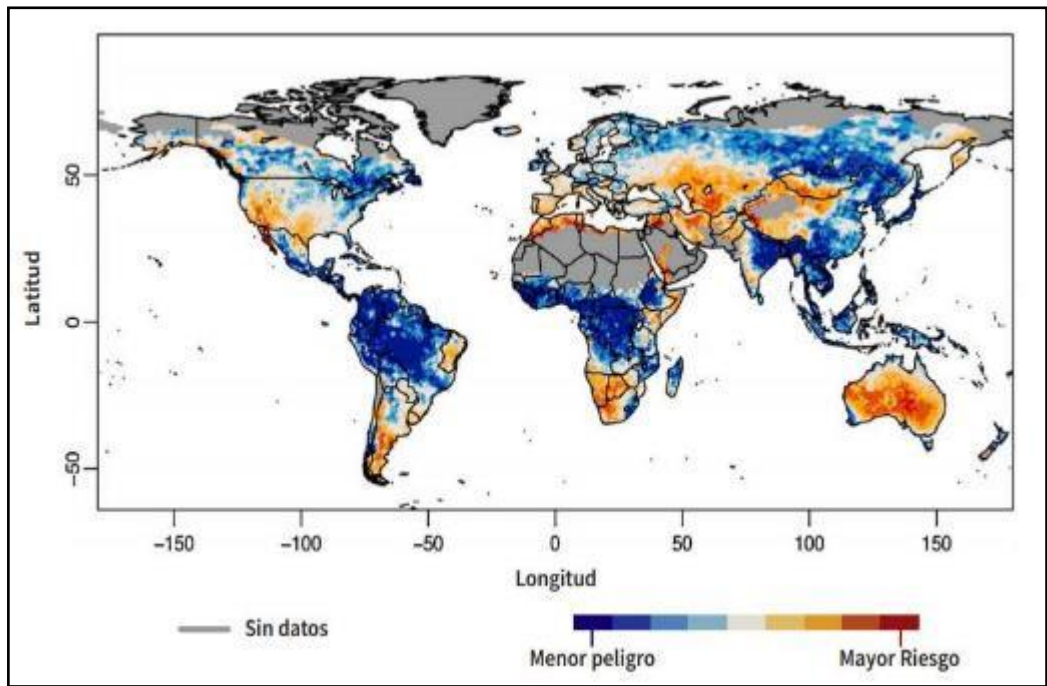 Latitud
50
0
−50
−150
−100
−50
0
50
100
150
Longitud
Sin datos
Menor peligro
Mayor Riesgo